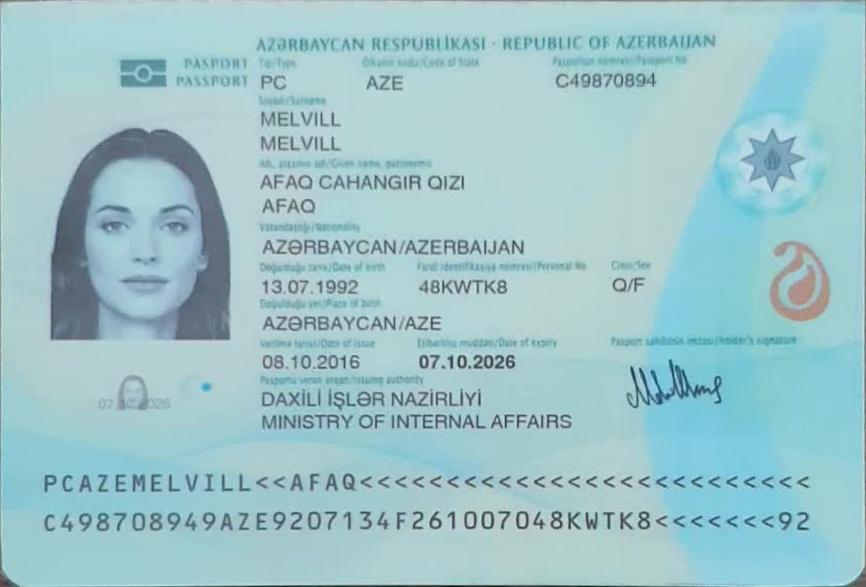 AZƏRBAYCAN RESPUBLİKASI · REPUBLIC OF AZERBAIJAN
PASPORT
PASSPORT
Tip/Type
Ölkənin kodu/Code of State
Pasportun nömrəsi/Passport No
PC
AZE
C49870894
Soyadı/Surname
MELVILL
MELVILL
Adı, atasının adı/Given name, patronymic
AFAQ CAHANGIR QIZI
AFAQ
Vətəndaşlığı/Nationality
AZƏRBAYCAN/AZERBAIJAN
Doğulduğu tarix/Date of birth
Fərdi identifikasiya nömrəsi/Personal No
Cinsi/Sex
13.07.1992
48KWTK8
Q/F
Doğulduğu yer/Place of birth
AZƏRBAYCAN/AZE
Verilmə tarixi/Date of issue
Etibarlılıq müddəti/Date of expiry
Pasport sahibinin imzası/Holder's signature
08.10.2016
07.10.2026
Pasportu verən orqan/Issuing authority
DAXİLİ İŞLƏR NAZİRLİYİ
MINISTRY OF INTERNAL AFFAIRS
07.10.2026
PCAZEMELVILL<<AFAQ<<<<<<<<<<<<<<<<<<<<<<<<<<
C498708949AZE9207134F261007048KWTK8<<<<<<<92